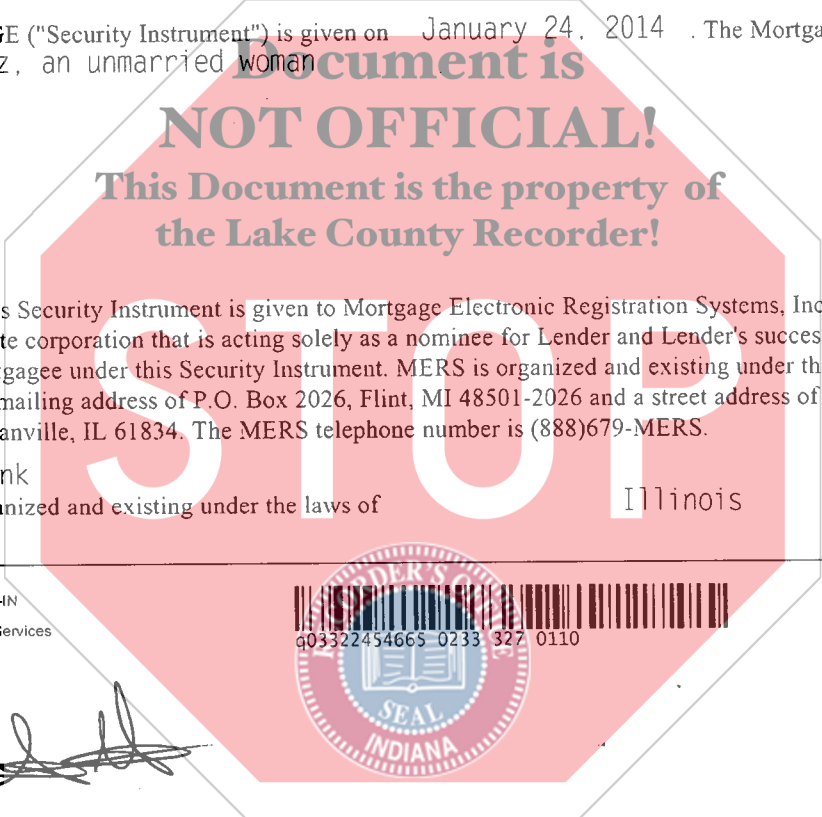 GE ("Security Instrument") is given on January 24, 2014 . The Mortga
z, an unmarried woman
Document is
NOT OFFICIAL!
This Document is the property of
the Lake County Recorder!
STOP
s Security Instrument is given to Mortgage Electronic Registration Systems, Inc
te corporation that is acting solely as a nominee for Lender and Lender's succes
gagee under this Security Instrument. MERS is organized and existing under th
mailing address of P.O. Box 2026, Flint, MI 48501-2026 and a street address of
anville, IL 61834. The MERS telephone number is (888)679-MERS.
nk
anized and existing under the laws of Illinois
-IN
Services
q03322454665 0233 327 0110
RECORDER'S OFFICE
SEAL
INDIANA